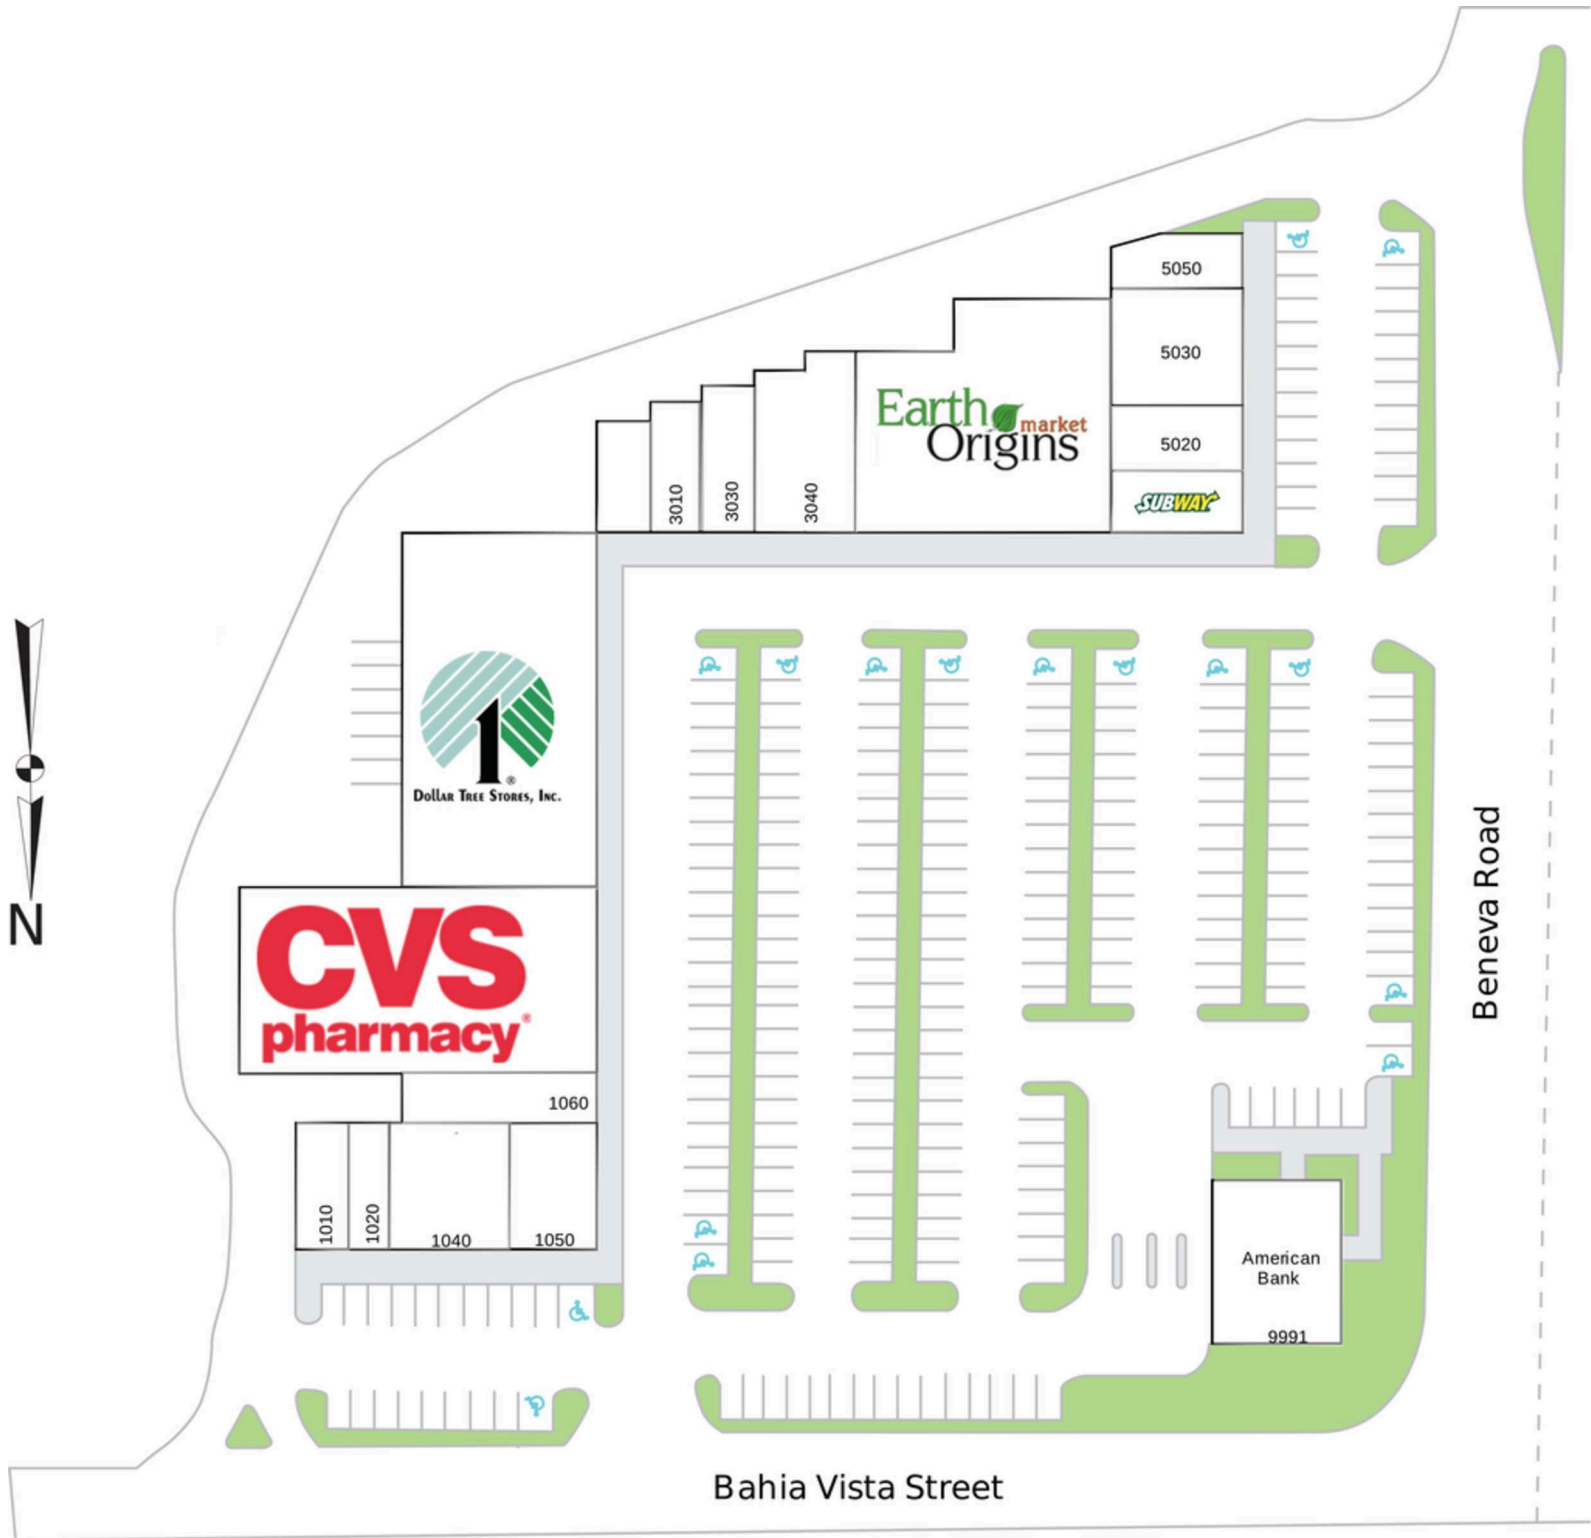 5050
5030
Earth
market
Origins
5020
3010
3030
3040
SUBWAY
1
®
Dollar Tree Stores, Inc.
N
Beneva Road
CVS
pharmacy®
1060
1010
1020
1040
1050
American
Bank
9991
Bahia Vista Street